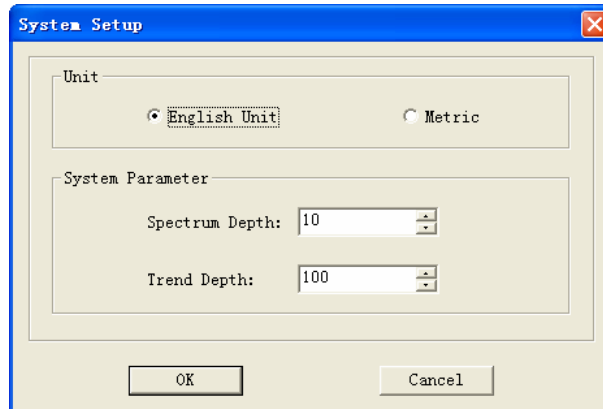 System Setup
Unit
English Unit Metric
System Parameter
Spectrum Depth: 10
Trend Depth: 100
OK Cancel